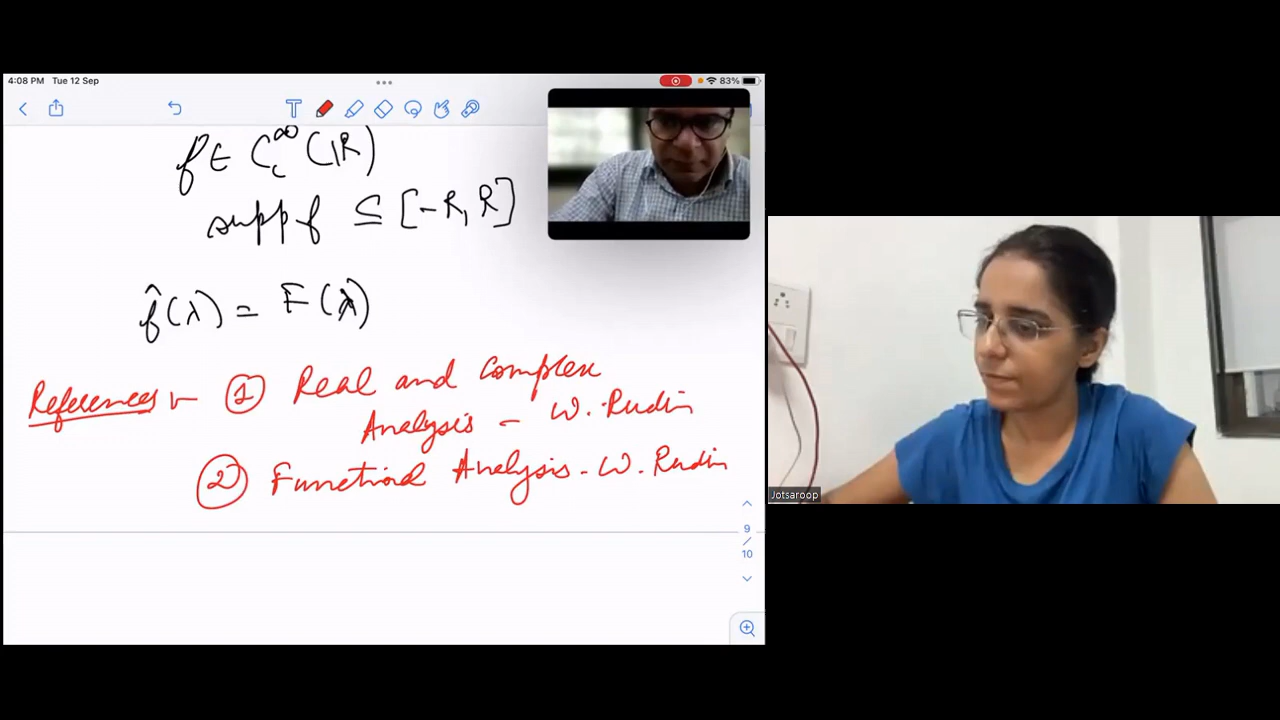 4:08 PM Tue 12 Sep
83%
T
f ∈ C_c^∞(ℝ)
supp f ⊆ [-R, R]
f̂(λ) = F(λ)
References :- ① Real and Complex
Analysis - W. Rudin
② Functional Analysis - W. Rudin
9
/
10
Jotsaroop